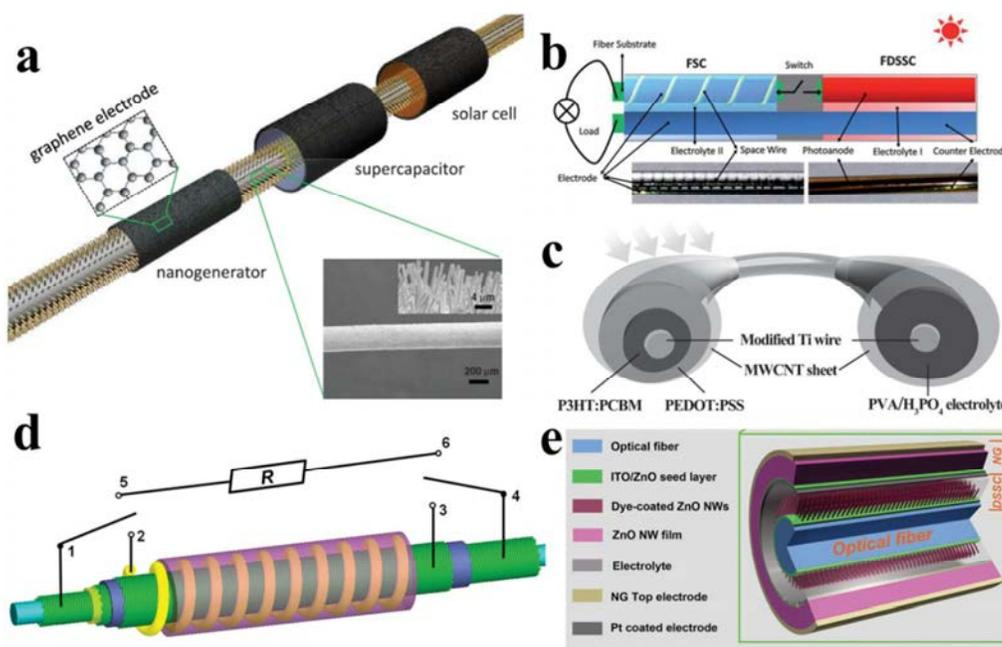 a
graphene electrode
solar cell
supercapacitor
nanogenerator
4 µm
200 µm
b
Fiber Substrate
FSC
Switch
FDSSC
Load
Electrolyte II
Space Wire
Photoanode
Electrolyte I
Counter Electrod
Electrode
c
Modified Ti wire
MWCNT sheet
P3HT:PCBM
PEDOT:PSS
PVA/H₃PO₄ electrolyte
d
6
5
R
4
3
2
1
e
Optical fiber
ITO/ZnO seed layer
Dye-coated ZnO NWs
ZnO NW film
Electrolyte
NG Top electrode
Pt coated electrode
NG
DSSC
Optical fiber